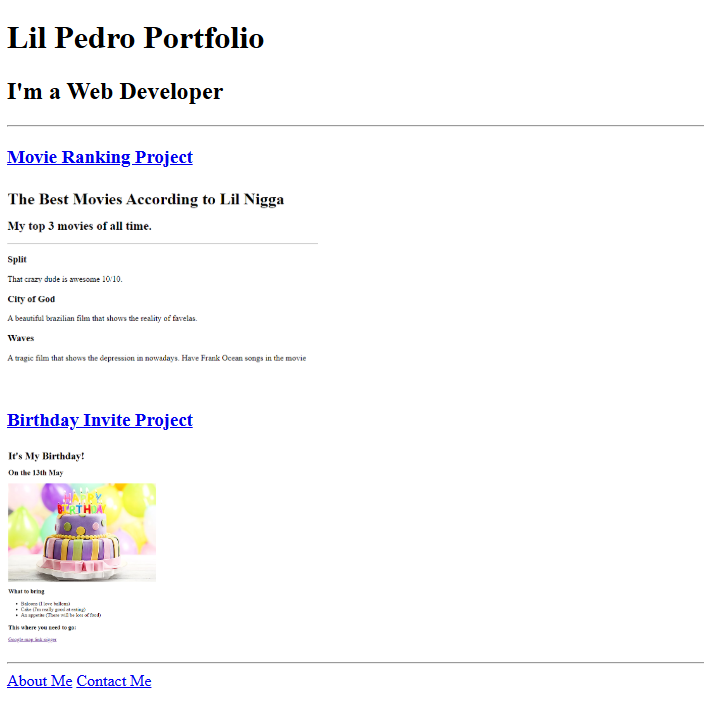 Lil Pedro Portfolio
I'm a Web Developer
Movie Ranking Project
The Best Movies According to Lil Nigga
My top 3 movies of all time.
Split
That crazy dude is awesome 10/10.
City of God
A beautiful brazilian film that shows the reality of favelas.
Waves
A tragic film that shows the depression in nowadays. Have Frank Ocean songs in the movie
Birthday Invite Project
It's My Birthday!
On the 13th May
HAPPY
BIRTHDAY
What to bring
(I love
Cake (I'm really good at eating)
An appetite (There will be lots of food)
This where you need to go:
Google map link
About Me Contact Me